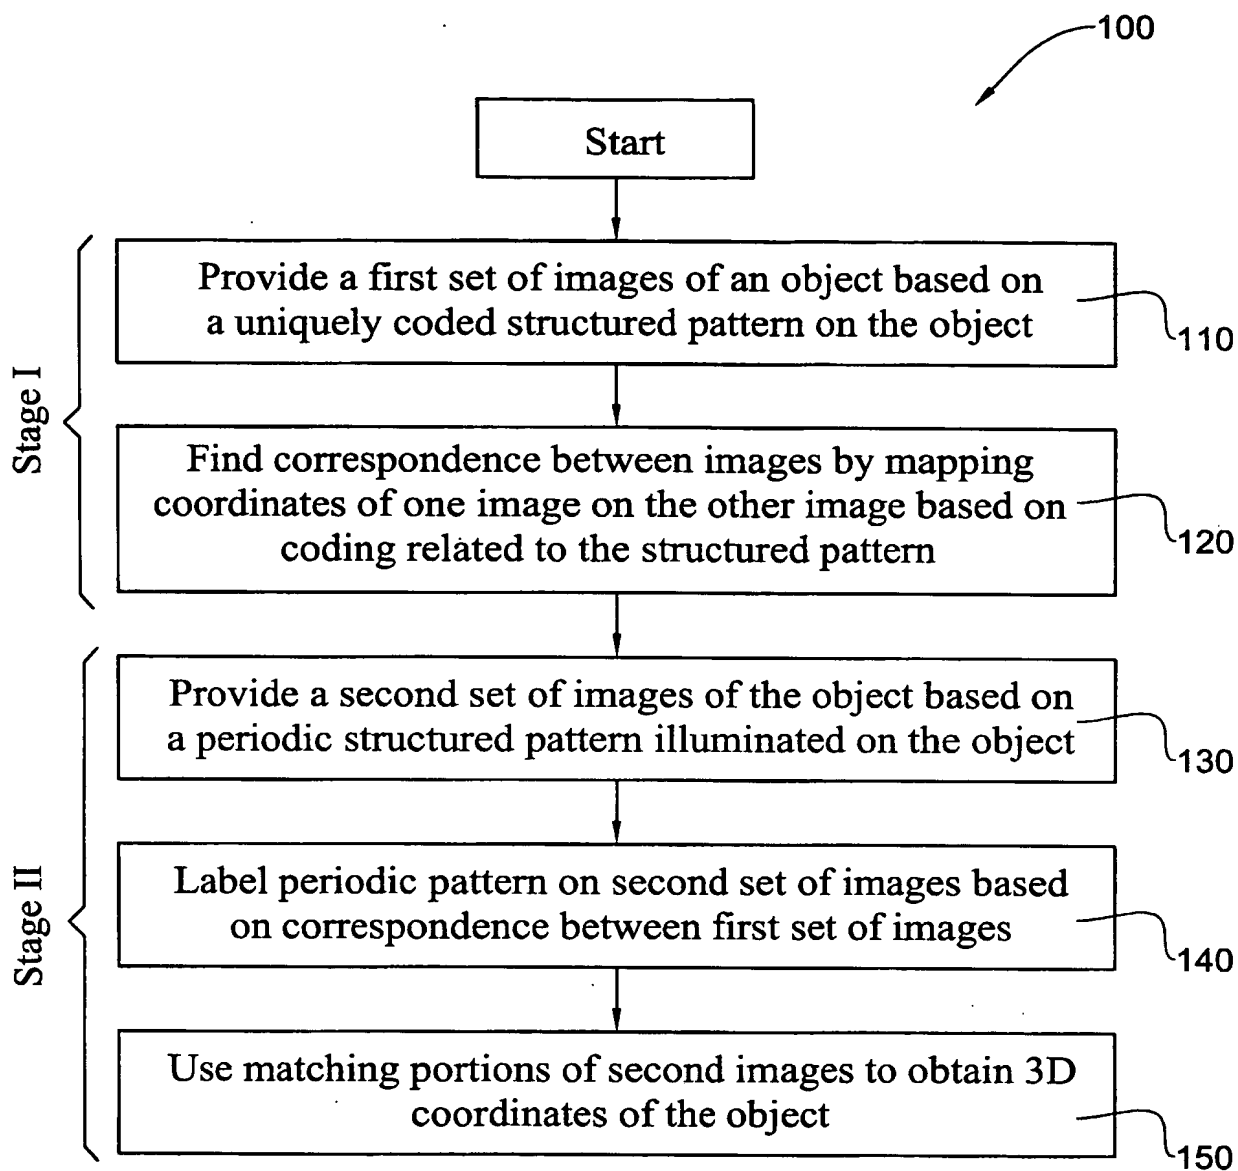 100
Start
Stage I
Provide a first set of images of an object based on
a uniquely coded structured pattern on the object
110
Find correspondence between images by mapping
coordinates of one image on the other image based on
coding related to the structured pattern
120
Stage II
Provide a second set of images of the object based on
a periodic structured pattern illuminated on the object
130
Label periodic pattern on second set of images based
on correspondence between first set of images
140
Use matching portions of second images to obtain 3D
coordinates of the object
150